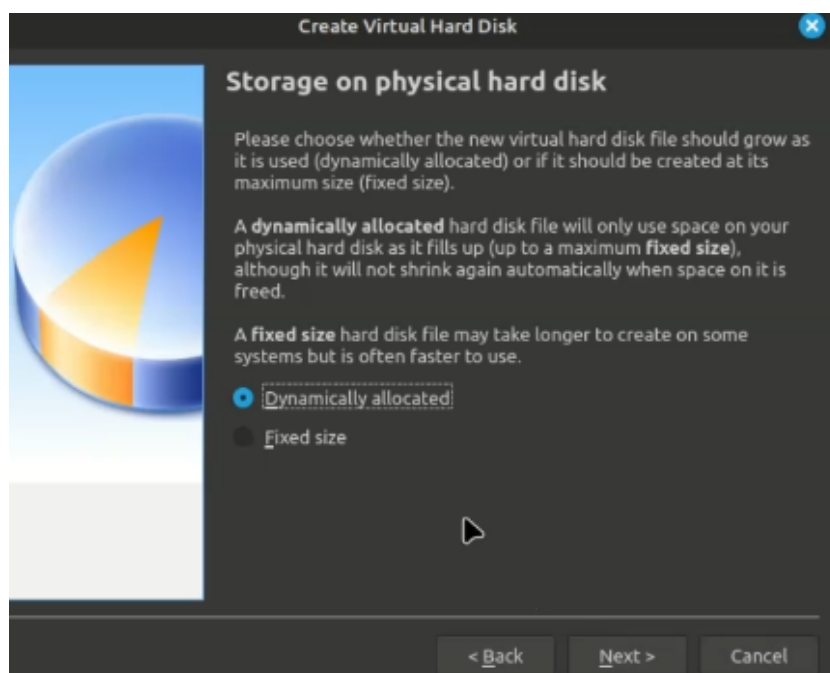 Create Virtual Hard Disk
Storage on physical hard disk
Please choose whether the new virtual hard disk file should grow as
it is used (dynamically allocated) or if it should be created at its
maximum size (fixed size).
A dynamically allocated hard disk file will only use space on your
physical hard disk as it fills up (up to a maximum fixed size),
although it will not shrink again automatically when space on it is
freed.
A fixed size hard disk file may take longer to create on some
systems but is often faster to use.
Dynamically allocated
Fixed size
< Back Next > Cancel